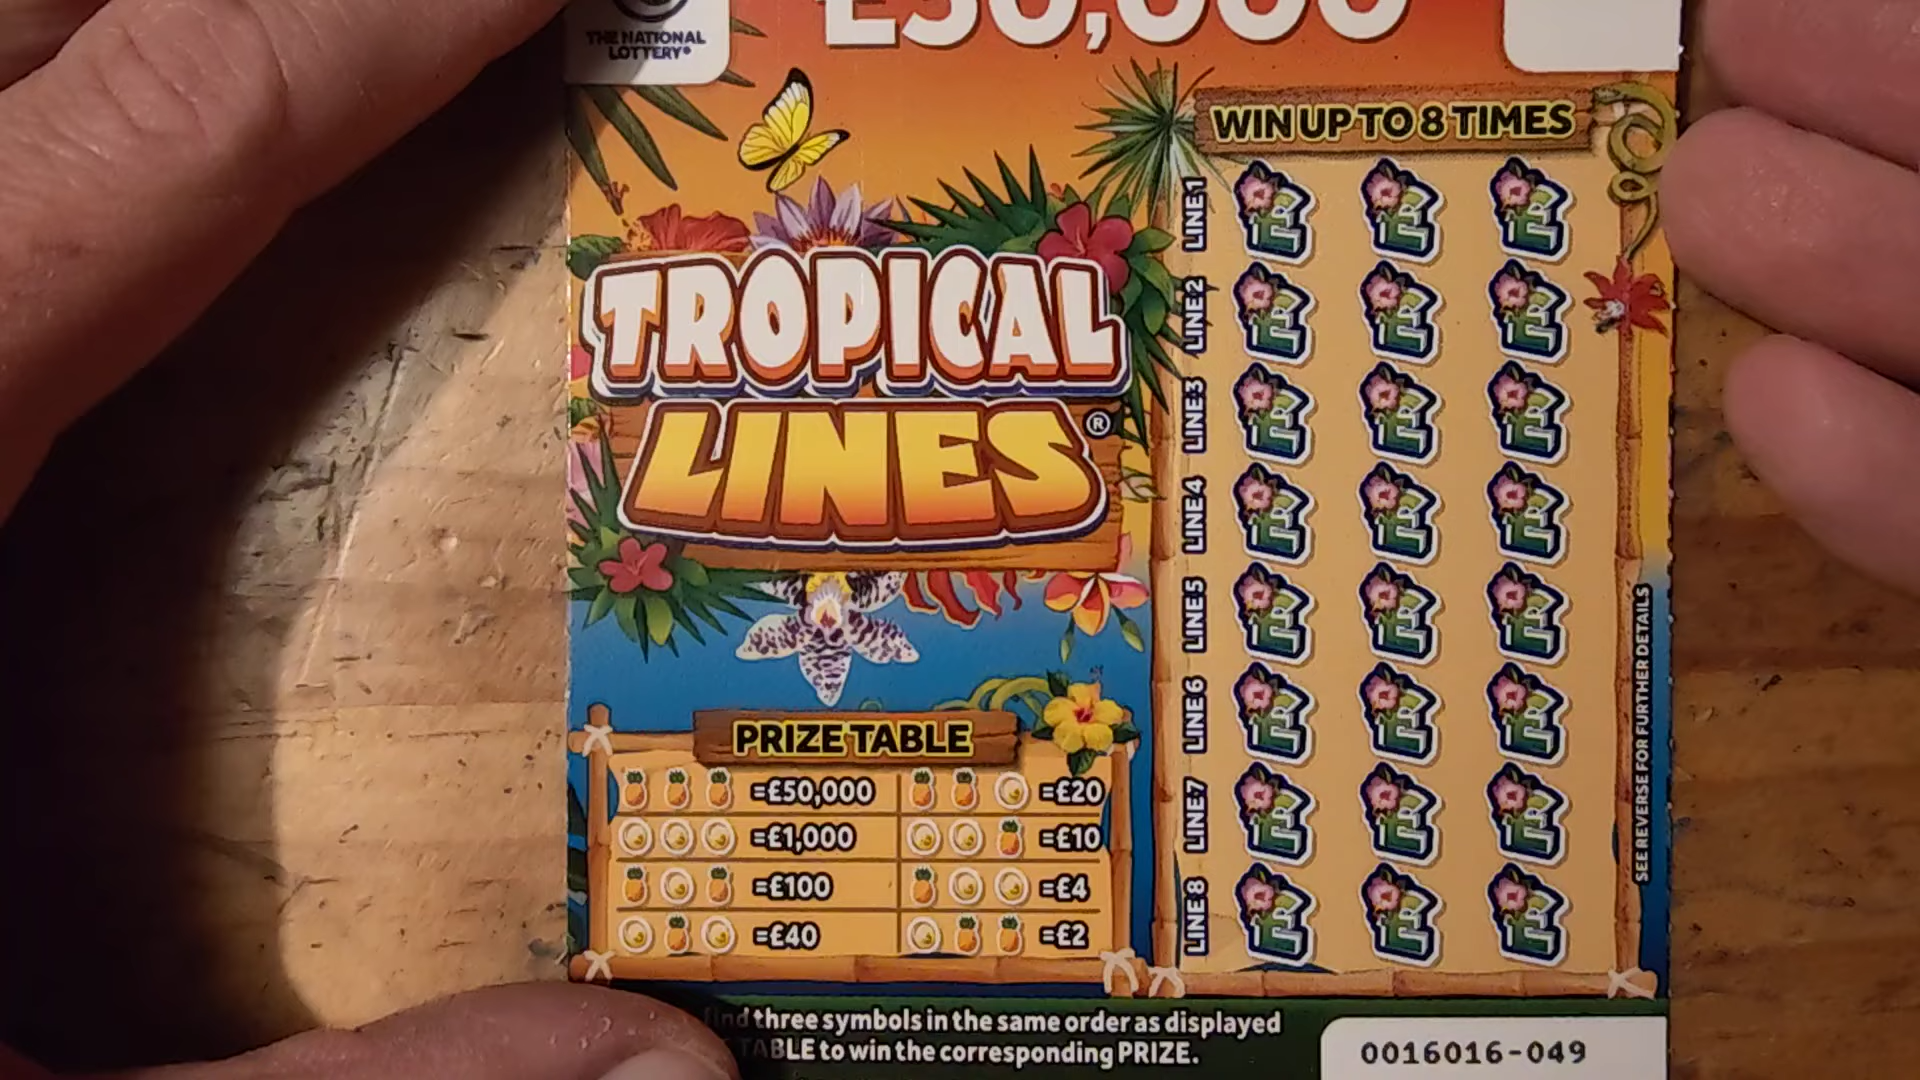 £50,000
THE NATIONAL
LOTTERY®
WIN UP TO 8 TIMES
TROPICAL
LINES®
LINE 1
LINE 2
LINE 3
LINE 4
LINE 5
LINE 6
LINE 7
LINE 8
SEE REVERSE FOR FURTHER DETAILS
PRIZE TABLE
=£50,000 =£20
=£1,000 =£10
=£100 =£4
=£40 =£2
find three symbols in the same order as displayed
TABLE to win the corresponding PRIZE.
0016016-049